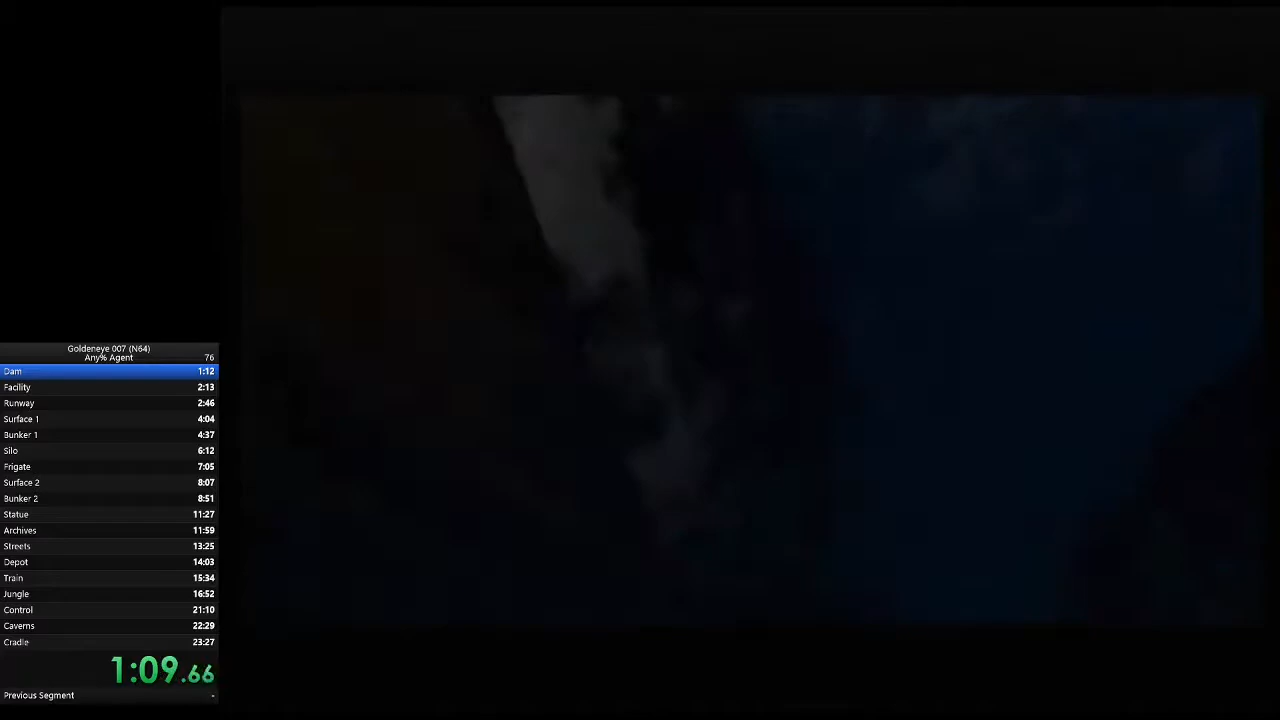 Goldeneye 007 (N64)
Any% Agent 76
Dam 1:12
Facility 2:13
Runway 2:46
Surface 1 4:04
Bunker 1 4:37
Silo 6:12
Frigate 7:05
Surface 2 8:07
Bunker 2 8:51
Statue 11:27
Archives 11:59
Streets 13:25
Depot 14:03
Train 15:34
Jungle 16:52
Control 21:10
Caverns 22:29
Cradle 23:27
1:09.66
Previous Segment -